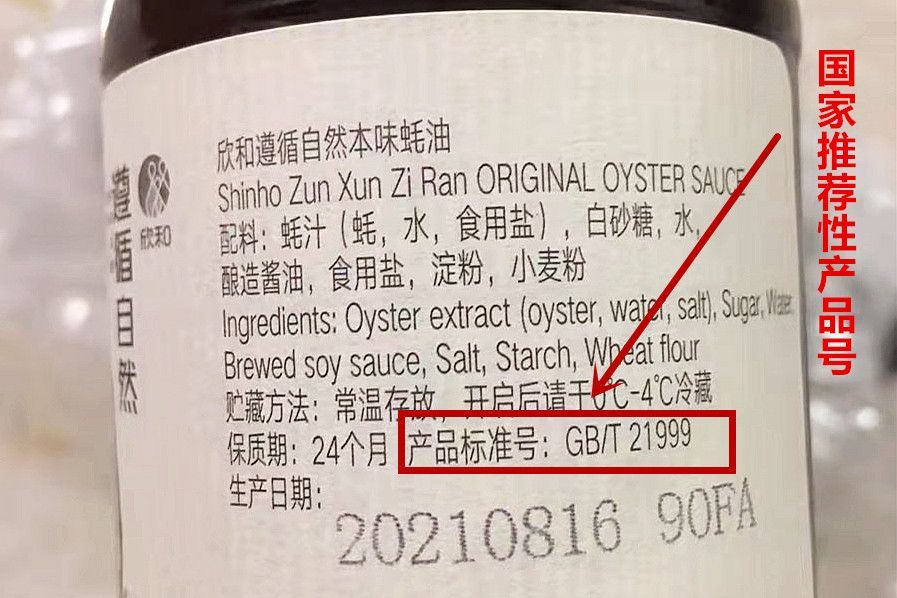 欣和遵循自然本味蚝油
Shinho Zun Xun Zi Ran ORIGINAL OYSTER SAUCE
配料：蚝汁（蚝，水，食用盐），白砂糖，水，
酿造酱油，食用盐，淀粉，小麦粉
Ingredients: Oyster extract (oyster, water, salt), Sugar, Water,
Brewed soy sauce, Salt, Starch, Wheat flour
贮藏方法：常温存放，开启后请于0℃-4℃冷藏
保质期：24个月 产品标准号：GB/T 21999
生产日期：
20210816 90FA
遵循自然
欣和
国家推荐性产品号